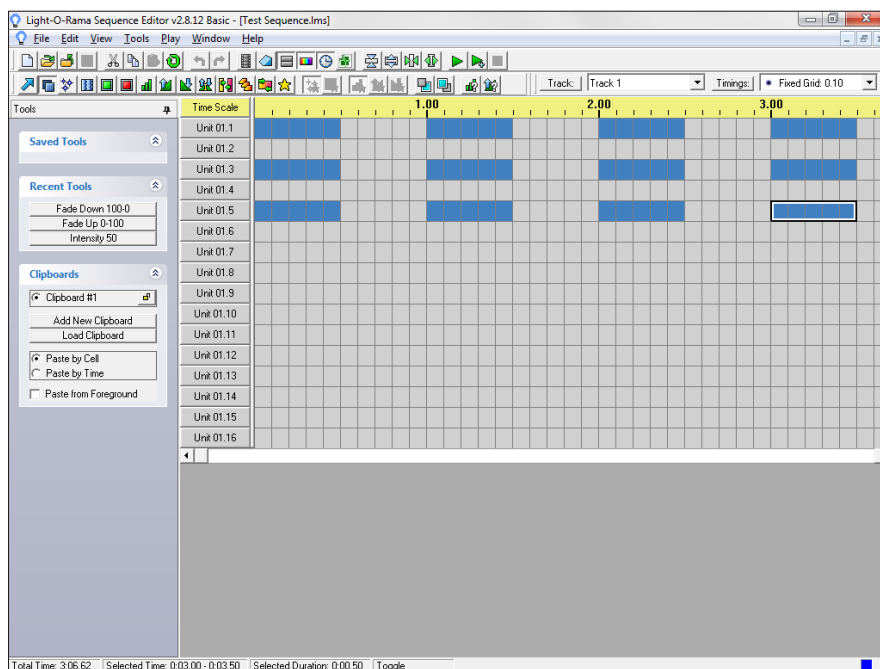 Light-O-Rama Sequence Editor v2.8.12 Basic - [Test Sequence.lms]
File Edit View Tools Play Window Help
Track: Track 1 Timings: Fixed Grid: 0.10
Tools
Time Scale 1.00 2.00 3.00
Unit 01.1
Saved Tools
Unit 01.2
Unit 01.3
Recent Tools
Unit 01.4
Fade Down 100-0
Unit 01.5
Fade Up 0-100
Unit 01.6
Intensity 50
Unit 01.7
Clipboards
Unit 01.8
Clipboard #1
Unit 01.9
Add New Clipboard
Unit 01.10
Load Clipboard
Unit 01.11
Paste by Cell
Unit 01.12
Paste by Time
Unit 01.13
Paste from Foreground
Unit 01.14
Unit 01.15
Unit 01.16
Total Time: 3:06.62 Selected Time: 0:03.00 - 0:03.50 Selected Duration: 0:00.50 Toggle